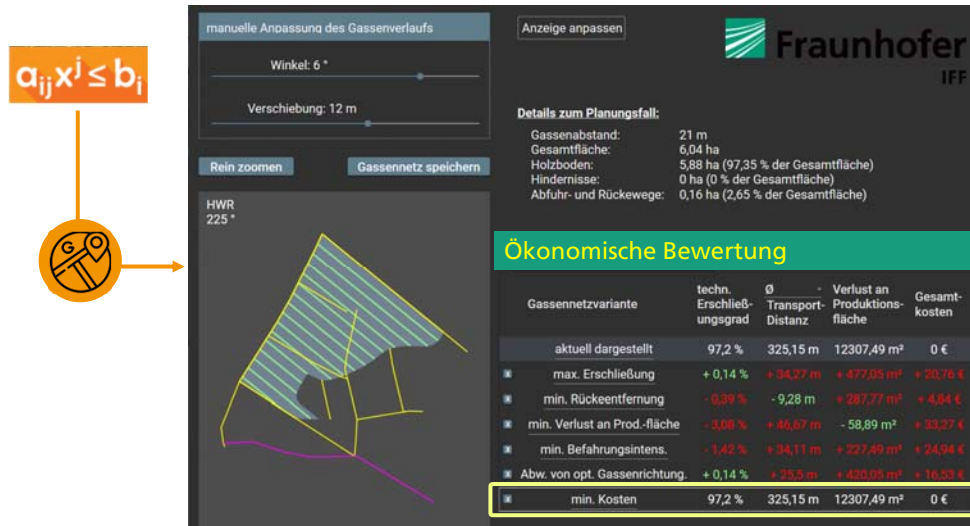 aijxj ≤ bi
G
manuelle Anpassung des Gassenverlaufs
Winkel: 6 °
Verschiebung: 12 m
Rein zoomen
Gassennetz speichern
HWR
225 °
Anzeige anpassen
Fraunhofer
IFF
Details zum Planungsfall:
Gassenabstand: 21 m
Gesamtfläche: 6,04 ha
Holzboden: 5,88 ha (97,35 % der Gesamtfläche)
Hindernisse: 0 ha (0 % der Gesamtfläche)
Abfuhr- und Rückewege: 0,16 ha (2,65 % der Gesamtfläche)
Ökonomische Bewertung
Gassennetzvariante
techn.
Erschließ-
ungsgrad
Ø -
Transport-
Distanz
Verlust an
Produktions-
fläche
Gesamt-
kosten
aktuell dargestellt 97,2 % 325,15 m 12307,49 m² 0 €
x max. Erschließung + 0,14 % + 34,27 m + 477,05 m² + 20,76 €
x min. Rückeentfernung - 0,39 % - 9,28 m + 287,77 m² + 4,84 €
x min. Verlust an Prod.-fläche - 3,08 % + 46,67 m - 58,89 m² + 33,27 €
x min. Befahrungsintens. - 1,42 % + 34,11 m + 227,49 m² + 24,94 €
x Abw. von opt. Gassenrichtung. + 0,14 % + 25,5 m + 420,05 m² + 16,53 €
x min. Kosten 97,2 % 325,15 m 12307,49 m² 0 €